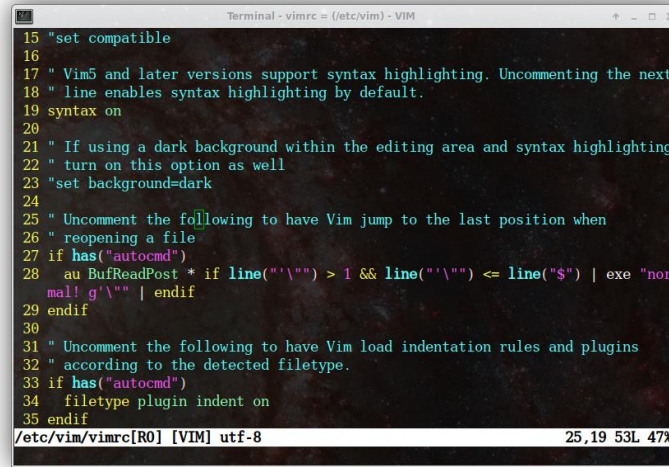 Terminal - vimrc = (/etc/vim) - VIM
15 "set compatible
16
17 " Vim5 and later versions support syntax highlighting. Uncommenting the next
18 " line enables syntax highlighting by default.
19 syntax on
20
21 " If using a dark background within the editing area and syntax highlighting
22 " turn on this option as well
23 "set background=dark
24
25 " Uncomment the following to have Vim jump to the last position when
26 " reopening a file
27 if has("autocmd")
28   au BufReadPost * if line("'\"") > 1 && line("'\"") <= line("$") | exe "nor
mal! g'\"" | endif
29 endif
30
31 " Uncomment the following to have Vim load indentation rules and plugins
32 " according to the detected filetype.
33 if has("autocmd")
34   filetype plugin indent on
35 endif
/etc/vim/vimrc[RO] [VIM] utf-8 25,19 53L 47%